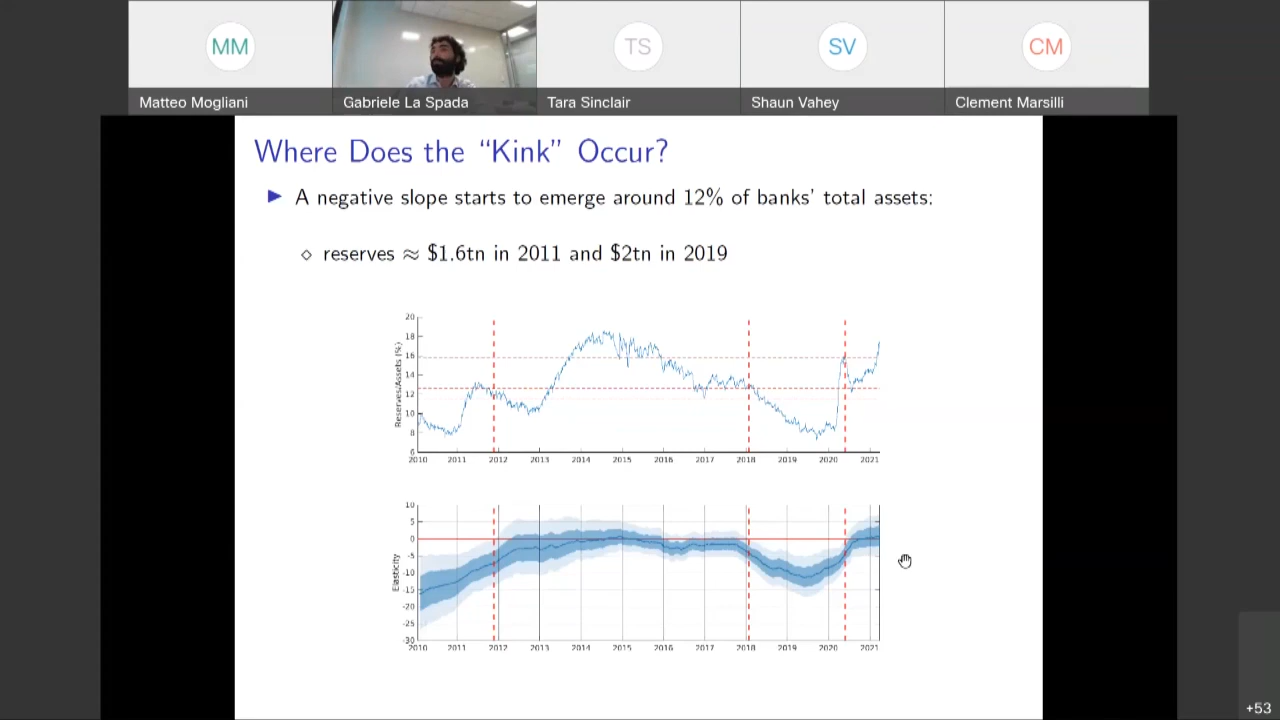 MM
TS
SV
CM
Matteo Mogliani
Gabriele La Spada
Tara Sinclair
Shaun Vahey
Clement Marsilli
Where Does the “Kink” Occur?
A negative slope starts to emerge around 12% of banks’ total assets:
reserves ≈ $1.6tn in 2011 and $2tn in 2019
Reserves/Assets (%)
20
18
16
14
12
10
8
6
2010 2011 2012 2013 2014 2015 2016 2017 2018 2019 2020 2021
Elasticity
10
5
0
-5
-10
-15
-20
-25
-30
2010 2011 2012 2013 2014 2015 2016 2017 2018 2019 2020 2021
+53